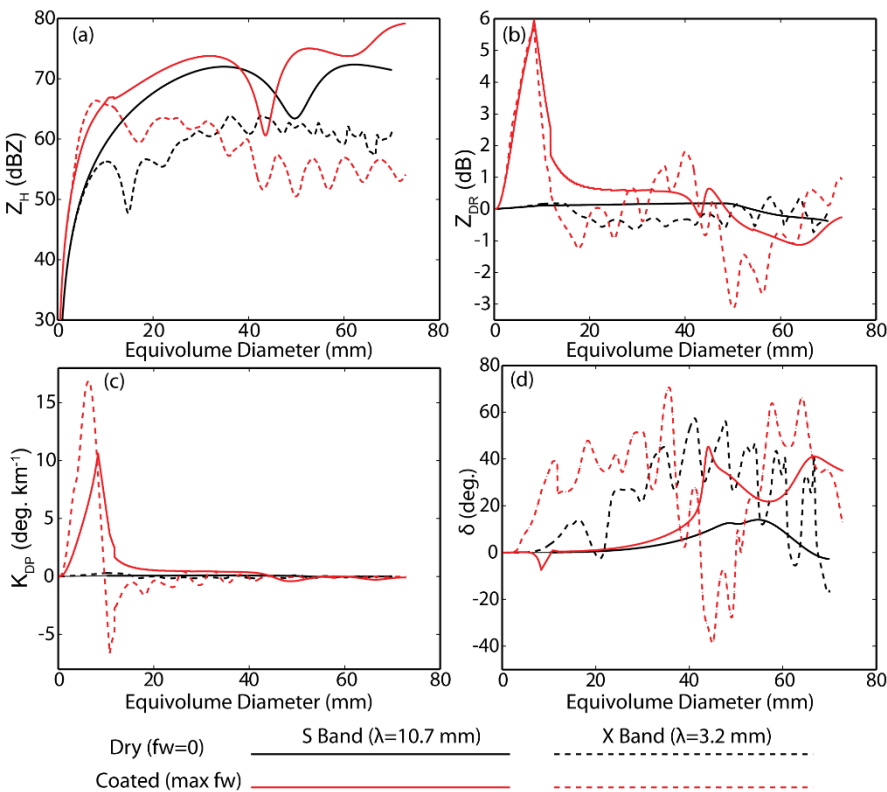 (a)
Z_H (dBZ)
80
70
60
50
40
30
0 20 40 60 80
Equivolume Diameter (mm)
(b)
Z_DR (dB)
6
5
4
3
2
1
0
-1
-2
-3
0 20 40 60 80
Equivolume Diameter (mm)
(c)
K_DP (deg. km⁻¹)
15
10
5
0
-5
0 20 40 60 80
Equivolume Diameter (mm)
(d)
δ (deg.)
80
60
40
20
0
-20
-40
0 20 40 60 80
Equivolume Diameter (mm)
S Band (λ=10.7 mm) X Band (λ=3.2 mm)
Dry (fw=0)
Coated (max fw)